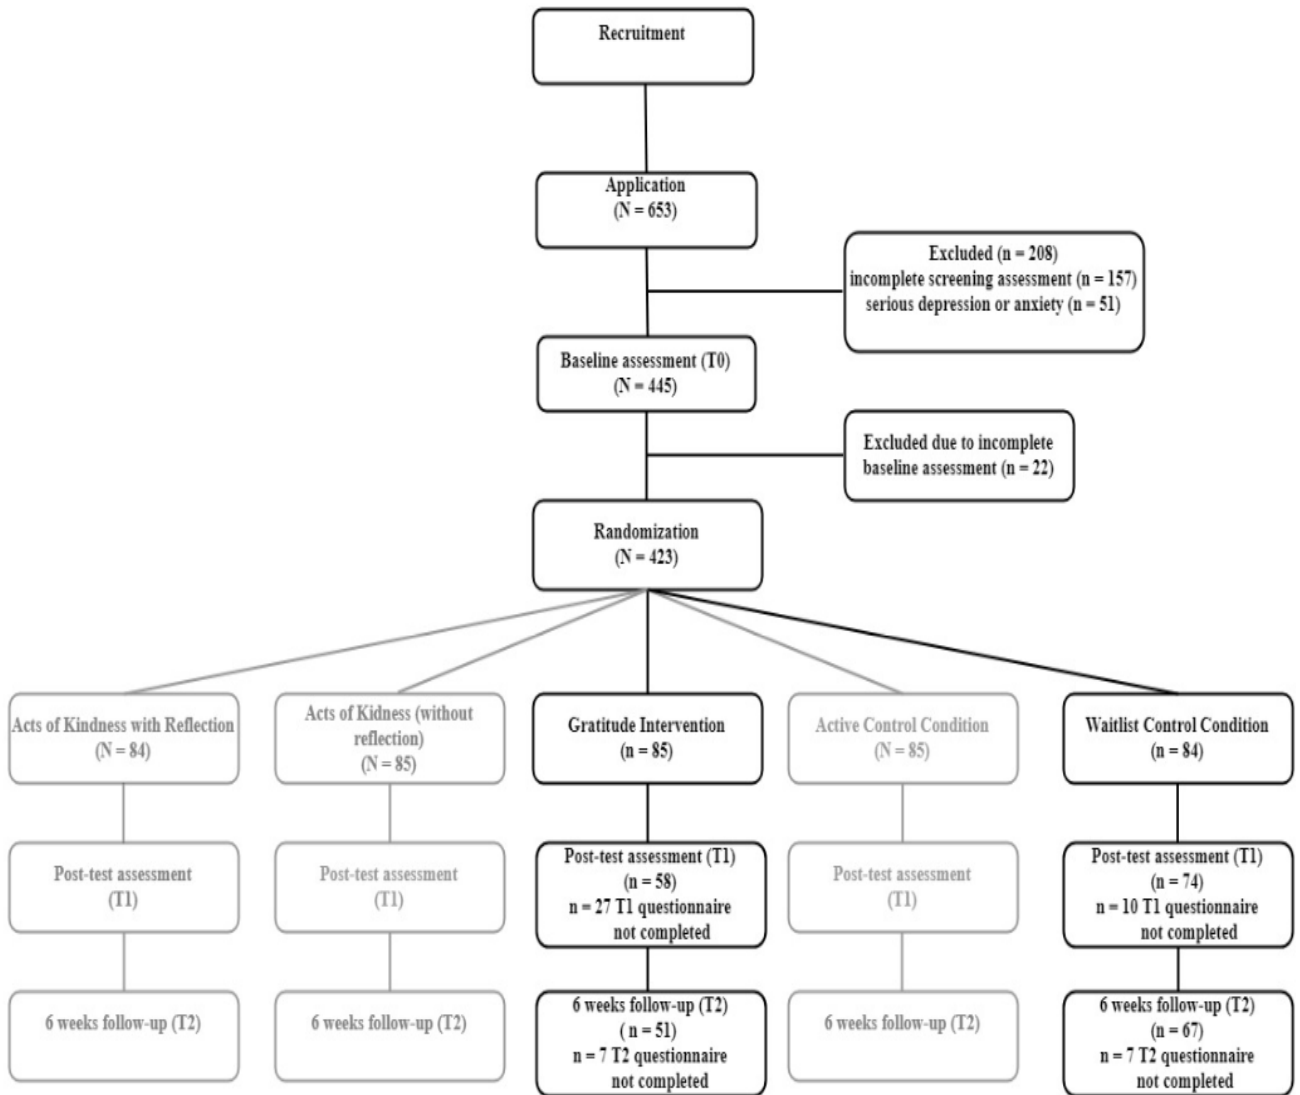 Recruitment
Application
(N = 653)
Excluded (n = 208)
incomplete screening assessment (n = 157)
serious depression or anxiety (n = 51)
Baseline assessment (T0)
(N = 445)
Excluded due to incomplete
baseline assessment (n = 22)
Randomization
(N = 423)
Acts of Kindness with Reflection
(N = 84)
Acts of Kidness (without
reflection)
(N = 85)
Gratitude Intervention
(n = 85)
Active Control Condition
(N = 85)
Waitlist Control Condition
(n = 84)
Post-test assessment
(T1)
Post-test assessment
(T1)
Post-test assessment (T1)
(n = 58)
n = 27 T1 questionnaire
not completed
Post-test assessment
(T1)
Post-test assessment (T1)
(n = 74)
n = 10 T1 questionnaire
not completed
6 weeks follow-up (T2)
6 weeks follow-up (T2)
6 weeks follow-up (T2)
( n = 51)
n = 7 T2 questionnaire
not completed
6 weeks follow-up (T2)
6 weeks follow-up (T2)
(n = 67)
n = 7 T2 questionnaire
not completed